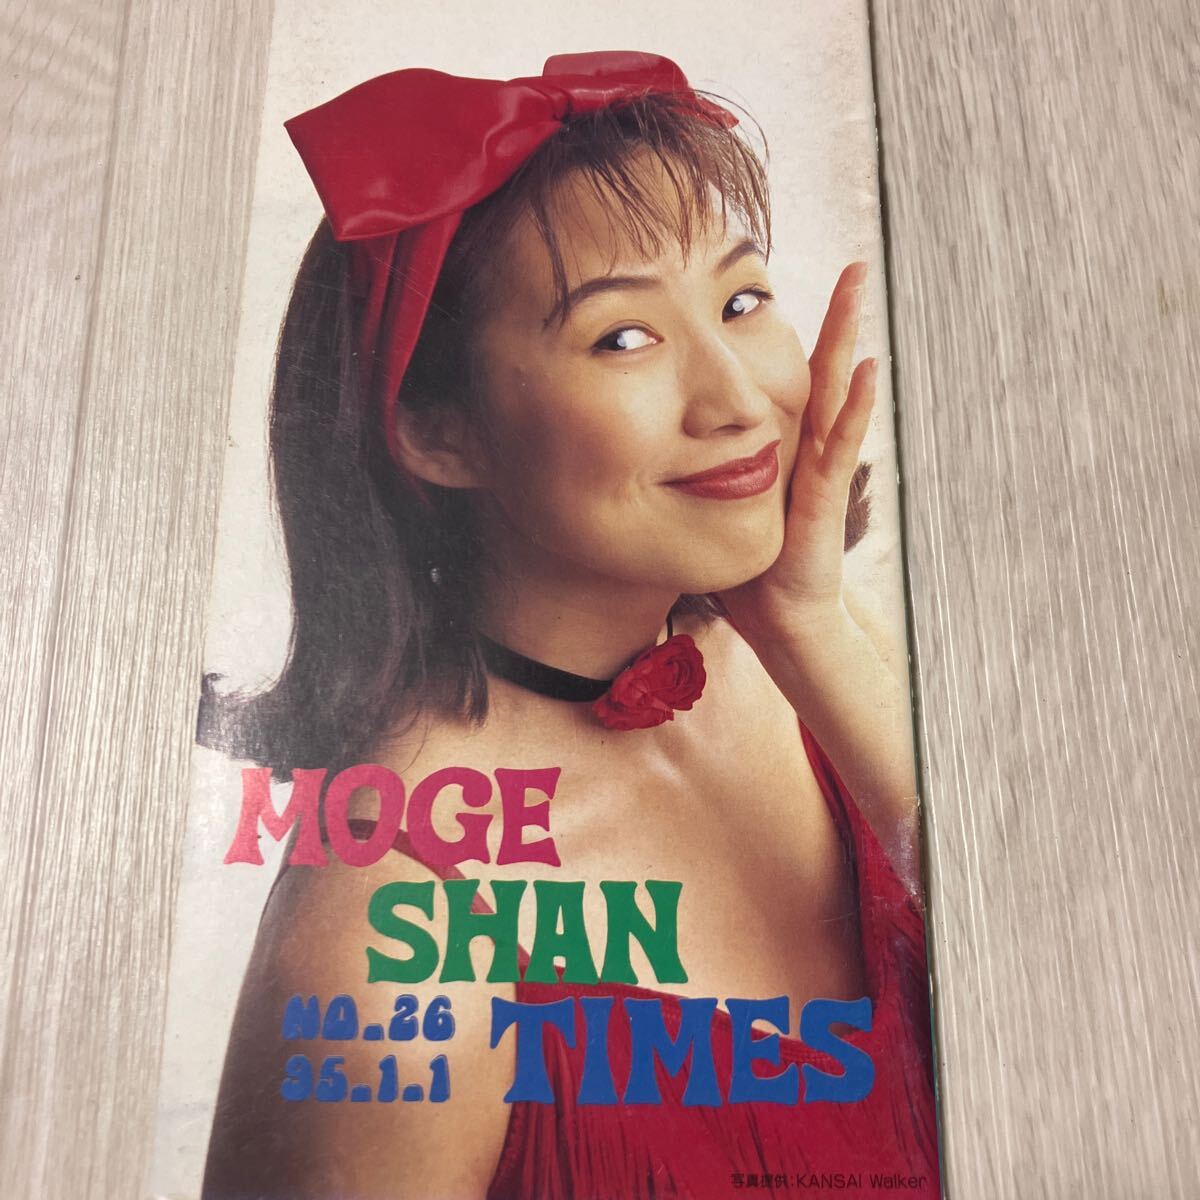 MOGE
SHAN
TIMES
NO.26
95.1.1
写真提供:KANSAI Walker